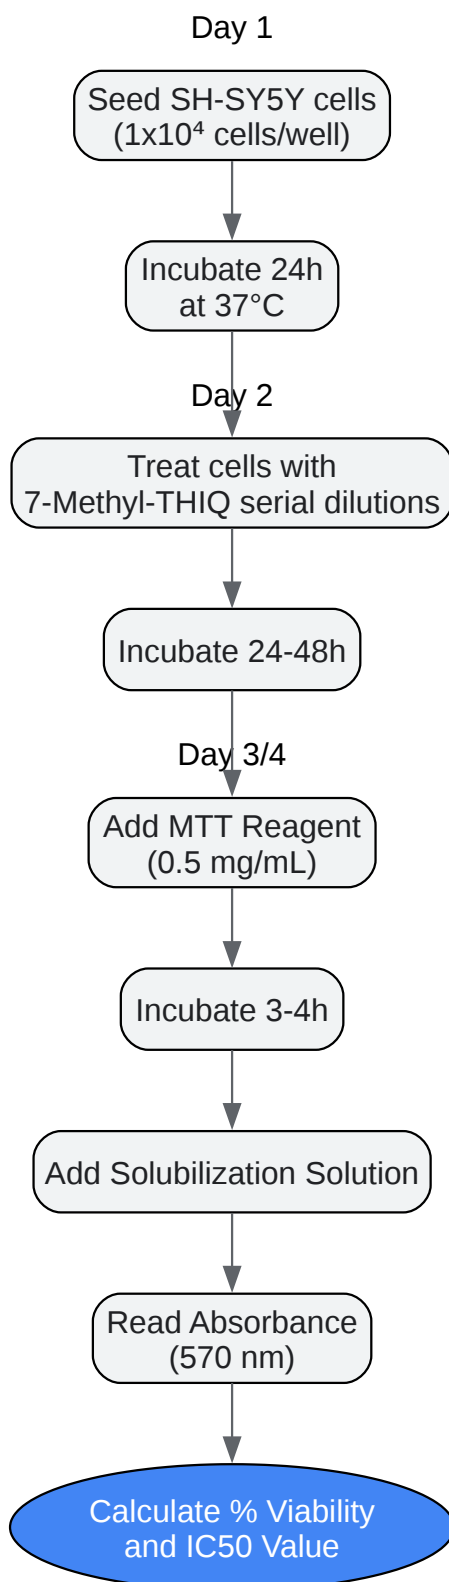 Day 1
Seed SH-SY5Y cells
(1x10⁴ cells/well)
Incubate 24h
at 37°C
Day 2
Treat cells with
7-Methyl-THIQ serial dilutions
Incubate 24-48h
Day 3/4
Add MTT Reagent
(0.5 mg/mL)
Incubate 3-4h
Add Solubilization Solution
Read Absorbance
(570 nm)
Calculate % Viability
and IC50 Value